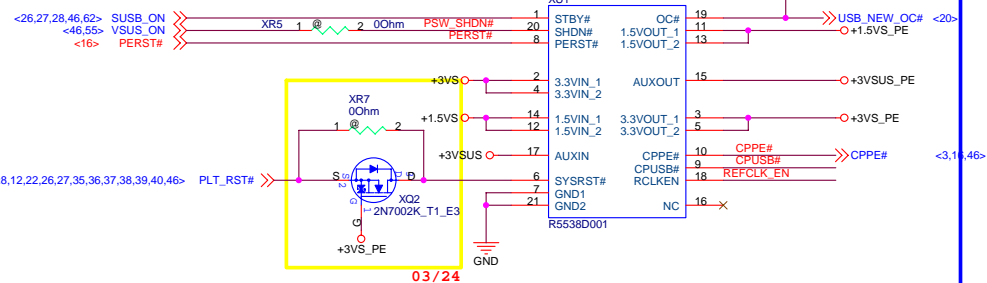 <26,27,28,46,62> SUSB_ON 1 STBY# OC# 19 USB_NEW_OC# <20>
<46,55> VSUS_ON XR5 1 @ 2 0Ohm PSW_SHDN# 20 SHDN# 1.5VOUT_1 11 +1.5VS_PE
<16> PERST# PERST# 8 PERST# 1.5VOUT_2 13
+3VS 2 3.3VIN_1 AUXOUT 15 +3VSUS_PE
4 3.3VIN_2
XR7
0Ohm
+1.5VS 14 1.5VIN_1 3.3VOUT_1 3 +3VS_PE
1 @ 2 12 1.5VIN_2 3.3VOUT_2 5
+3VSUS 17 AUXIN CPPE# 10 CPPE# CPPE# <3,16,46>
CPUSB# 9 CPUSB#
8,12,22,26,27,35,36,37,38,39,40,46> PLT_RST# S S 2 D D 6 SYSRST# RCLKEN 18 REFCLK_EN
7 GND1
XQ2 21 GND2 NC 16
G 1 2N7002K_T1_E3
G R5538D001
+3VS_PE
GND
03/24